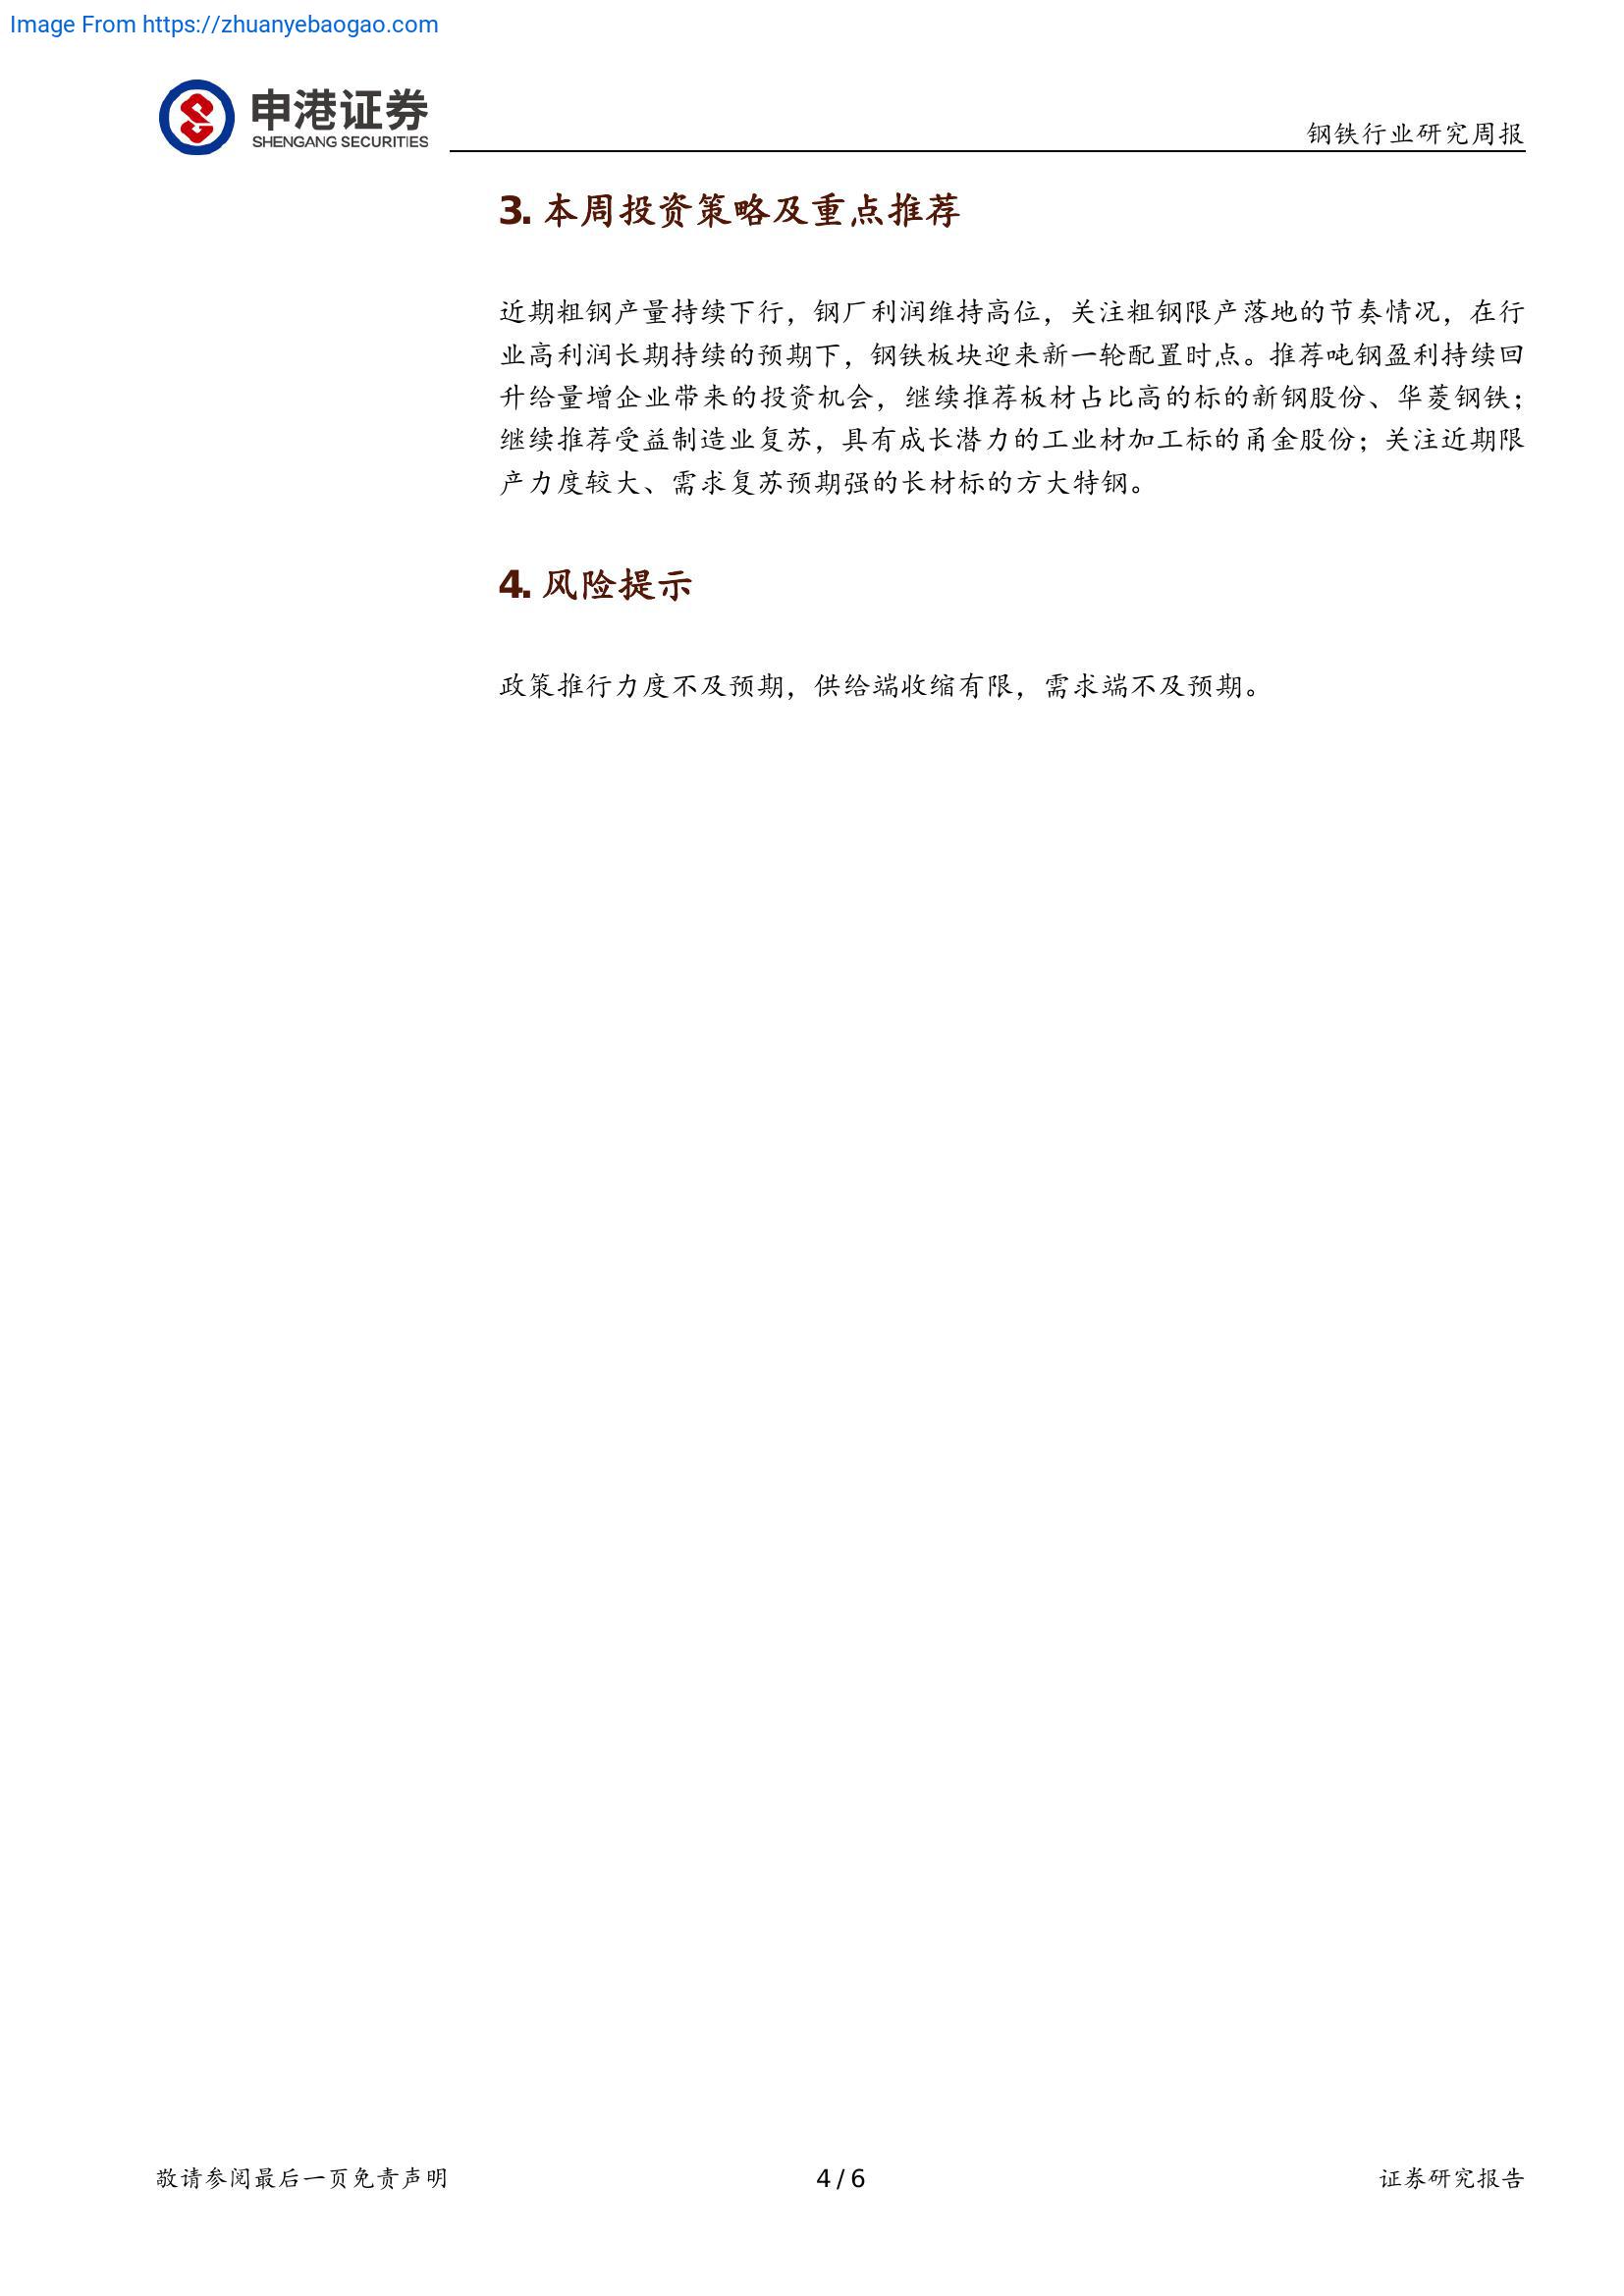 Image From https://zhuanyebaogao.com
申港证券
SHENGANG SECURITIES
钢铁行业研究周报
3. 本周投资策略及重点推荐
近期粗钢产量持续下行，钢厂利润维持高位，关注粗钢限产落地的节奏情况，在行
业高利润长期持续的预期下，钢铁板块迎来新一轮配置时点。推荐吨钢盈利持续回
升给量增企业带来的投资机会，继续推荐板材占比高的标的新钢股份、华菱钢铁；
继续推荐受益制造业复苏，具有成长潜力的工业材加工标的甬金股份；关注近期限
产力度较大、需求复苏预期强的长材标的方大特钢。
4. 风险提示
政策推行力度不及预期，供给端收缩有限，需求端不及预期。
敬请参阅最后一页免责声明
4 / 6
证券研究报告